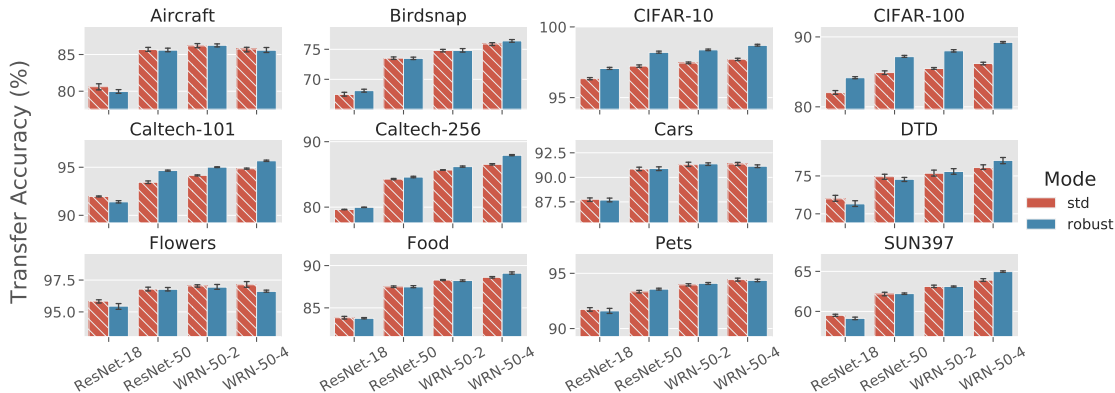 Transfer Accuracy (%)
Aircraft
85
80
Birdsnap
75
70
CIFAR-10
100
95
CIFAR-100
90
80
Caltech-101
95
90
Caltech-256
90
80
Cars
92.5
90.0
87.5
DTD
75
70
Flowers
97.5
95.0
ResNet-18
ResNet-50
WRN-50-2
WRN-50-4
Food
90
85
ResNet-18
ResNet-50
WRN-50-2
WRN-50-4
Pets
95
90
ResNet-18
ResNet-50
WRN-50-2
WRN-50-4
SUN397
65
60
ResNet-18
ResNet-50
WRN-50-2
WRN-50-4
Mode
std
robust